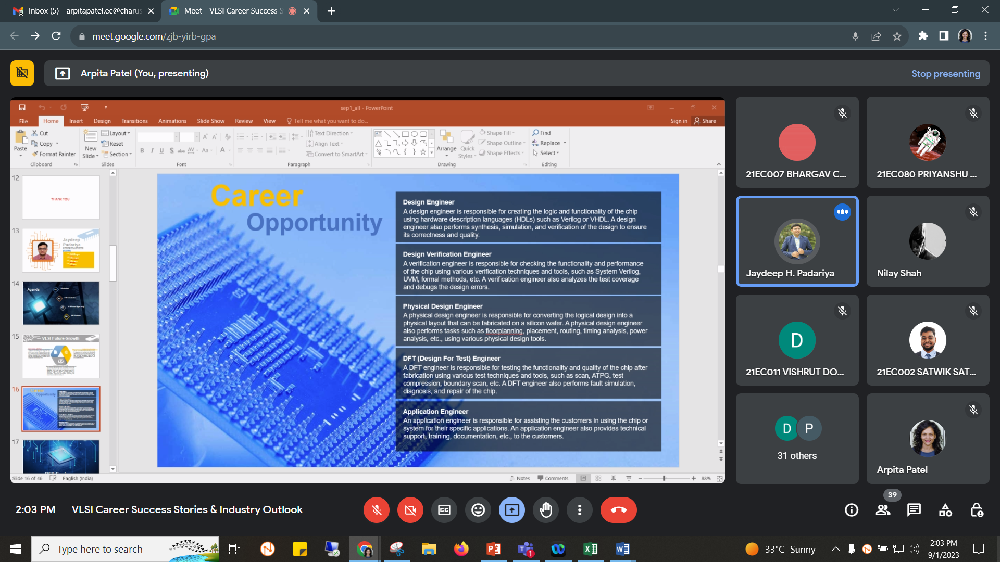 Inbox (5) - arpitapatel.ec@charus
Meet - VLSI Career Success S
meet.google.com/zjb-yirb-gpa
Arpita Patel (You, presenting)
Stop presenting
sep1_all - PowerPoint
File Home Insert Design Transitions Animations Slide Show Review View Tell me what you want to do... Sign in Share
Paste
Cut
Copy
Format Painter
Clipboard
New
Slide
Layout
Reset
Section
Slides
B I U S abc AV Aa A
Font
Text Direction
Align Text
Convert to SmartArt
Paragraph
Arrange
Quick
Styles
Shape Fill
Shape Outline
Shape Effects
Drawing
Find
Replace
Select
Editing
12
THANK YOU
13
Jaydeep
Padariya
14
Agenda
15
VLSI Future Growth
16
Career
Opportunity
17
Career
Opportunity
Design Engineer
A design engineer is responsible for creating the logic and functionality of the chip
using hardware description languages (HDLs) such as Verilog or VHDL. A design
engineer also performs synthesis, simulation, and verification of the design to ensure
its correctness and quality.
Design Verification Engineer
A verification engineer is responsible for checking the functionality and performance
of the chip using various verification techniques and tools, such as System Verilog,
UVM, formal methods, etc. A verification engineer also analyzes the test coverage
and debugs the design errors.
Physical Design Engineer
A physical design engineer is responsible for converting the logical design into a
physical layout that can be fabricated on a silicon wafer. A physical design engineer
also performs tasks such as floorplanning, placement, routing, timing analysis, power
analysis, etc., using various physical design tools.
DFT (Design For Test) Engineer
A DFT engineer is responsible for testing the functionality and quality of the chip after
fabrication using various test techniques and tools, such as scan, ATPG, test
compression, boundary scan, etc. A DFT engineer also performs fault simulation,
diagnosis, and repair of the chip.
Application Engineer
An application engineer is responsible for assisting the customers in using the chip or
system for their specific applications. An application engineer also provides technical
support, training, documentation, etc., to the customers.
Slide 16 of 46 English (India)
Notes Comments 88%
21EC007 BHARGAV C...
21EC080 PRIYANSHU ...
Jaydeep H. Padariya
Nilay Shah
D
21EC011 VISHRUT DO...
21EC002 SATWIK SAT...
D P
31 others
Arpita Patel
2:03 PM | VLSI Career Success Stories & Industry Outlook
39
Type here to search
1
33°C Sunny
2:03 PM
9/1/2023